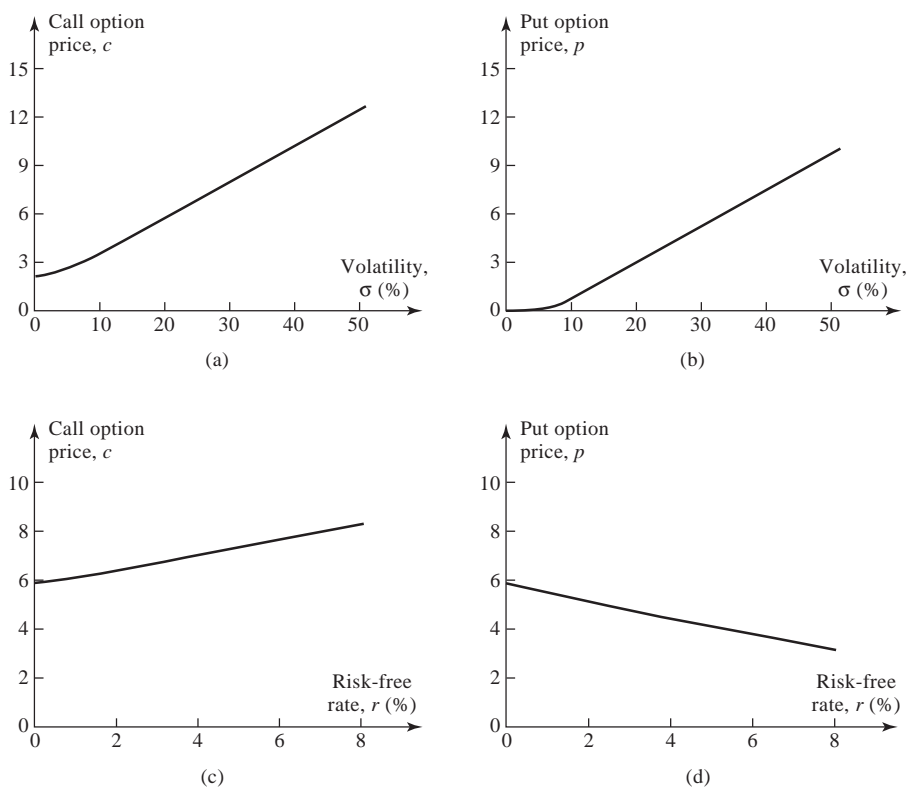 Call option
price, c
15
12
9
6
3
0
0 10 20 30 40 50
Volatility,
σ (%)
(a)
Put option
price, p
15
12
9
6
3
0
0 10 20 30 40 50
Volatility,
σ (%)
(b)
Call option
price, c
10
8
6
4
2
0
0 2 4 6 8
Risk-free
rate, r (%)
(c)
Put option
price, p
10
8
6
4
2
0
0 2 4 6 8
Risk-free
rate, r (%)
(d)